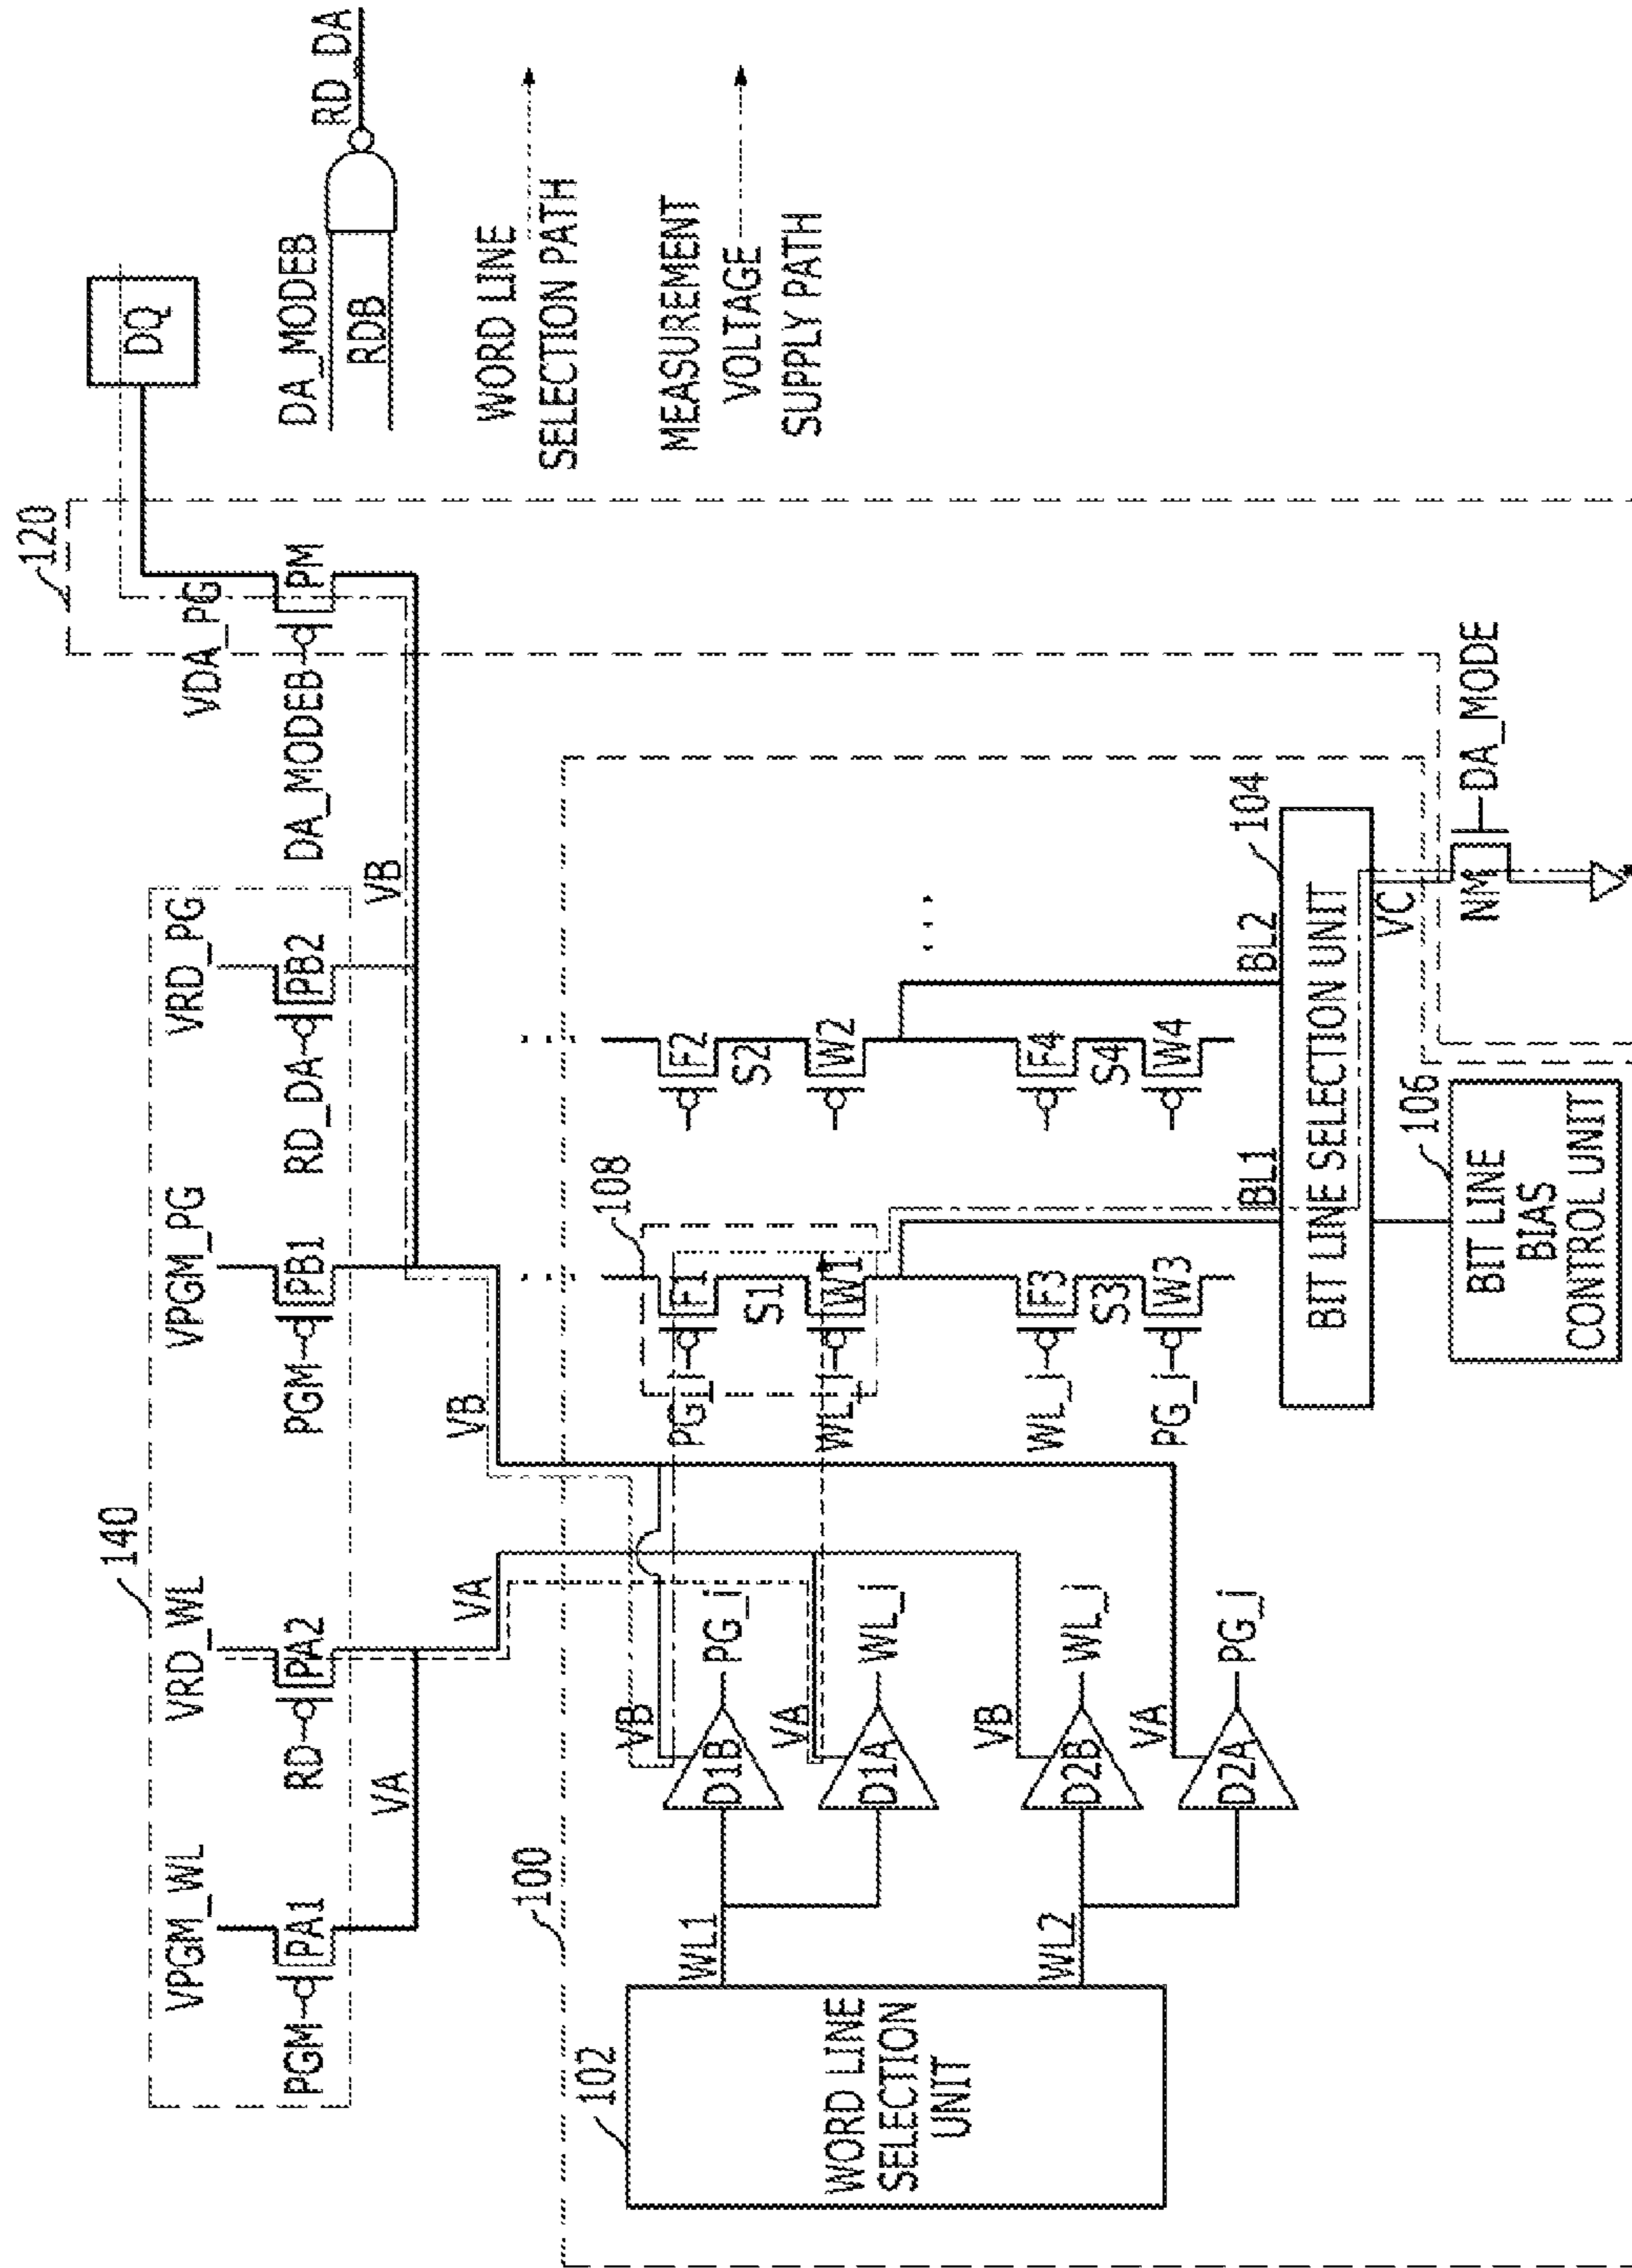 140
VPGM_WL
VRD_WL
VPGM_PG
VRD_PG
VDA_PG
120
DQ
PGM
PA1
RD
PA2
PGM
PB1
RD_DA
PB2
DA_MODEB
PM
DA_MODEB
RDB
RD_DA
VA
VA
VB
VB
WORD LINE
SELECTION PATH
MEASUREMENT
VOLTAGE
SUPPLY PATH
100
102
WORD LINE
SELECTION
UNIT
WL1
WL2
VB
D1B
PG_i
VA
D1A
WL_i
VB
D2B
WL_j
VA
D2A
PG_j
108
PG_i
F1
S1
WL_i
W1
WL_j
F3
S3
PG_j
W3
F2
S2
W2
F4
S4
W4
BL1
BL2
104
BIT LINE SELECTION UNIT
106
BIT LINE
BIAS
CONTROL UNIT
VC
NM
DA_MODE